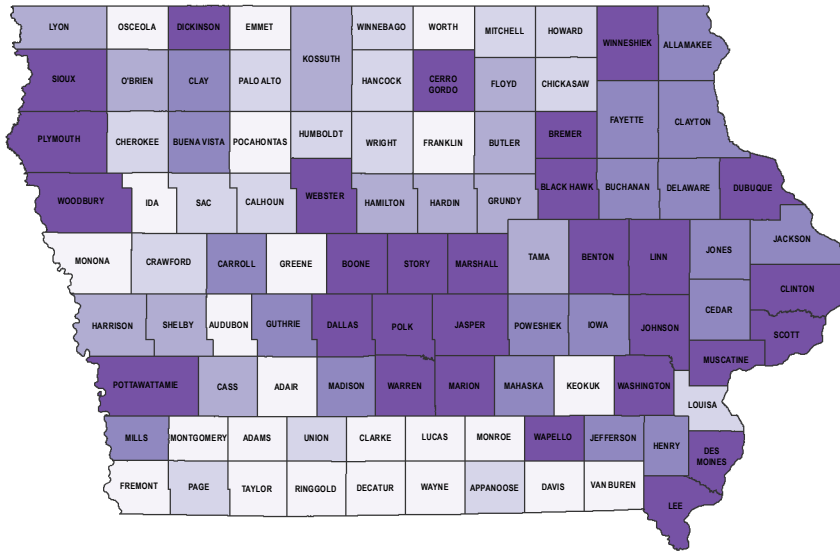 LYON
OSCEOLA
DICKINSON
EMMET
WINNEBAGO
WORTH
MITCHELL
HOWARD
WINNESHIEK
ALLAMAKEE
KOSSUTH
SIOUX
O'BRIEN
CLAY
PALO ALTO
HANCOCK
CERRO
GORDO
FLOYD
CHICKASAW
PLYMOUTH
CHEROKEE
BUENA VISTA
POCAHONTAS
HUMBOLDT
WRIGHT
FRANKLIN
BUTLER
BREMER
FAYETTE
CLAYTON
WOODBURY
IDA
SAC
CALHOUN
WEBSTER
HAMILTON
HARDIN
GRUNDY
BLACK HAWK
BUCHANAN
DELAWARE
DUBUQUE
MONONA
CRAWFORD
CARROLL
GREENE
BOONE
STORY
MARSHALL
TAMA
BENTON
LINN
JONES
JACKSON
CLINTON
HARRISON
SHELBY
AUDUBON
GUTHRIE
DALLAS
POLK
JASPER
POWESHIEK
IOWA
JOHNSON
CEDAR
SCOTT
MUSCATINE
POTTAWATTAMIE
CASS
ADAIR
MADISON
WARREN
MARION
MAHASKA
KEOKUK
WASHINGTON
LOUISA
MILLS
MONTGOMERY
ADAMS
UNION
CLARKE
LUCAS
MONROE
WAPELLO
JEFFERSON
HENRY
DES
MOINES
FREMONT
PAGE
TAYLOR
RINGGOLD
DECATUR
WAYNE
APPANOOSE
DAVIS
VAN BUREN
LEE